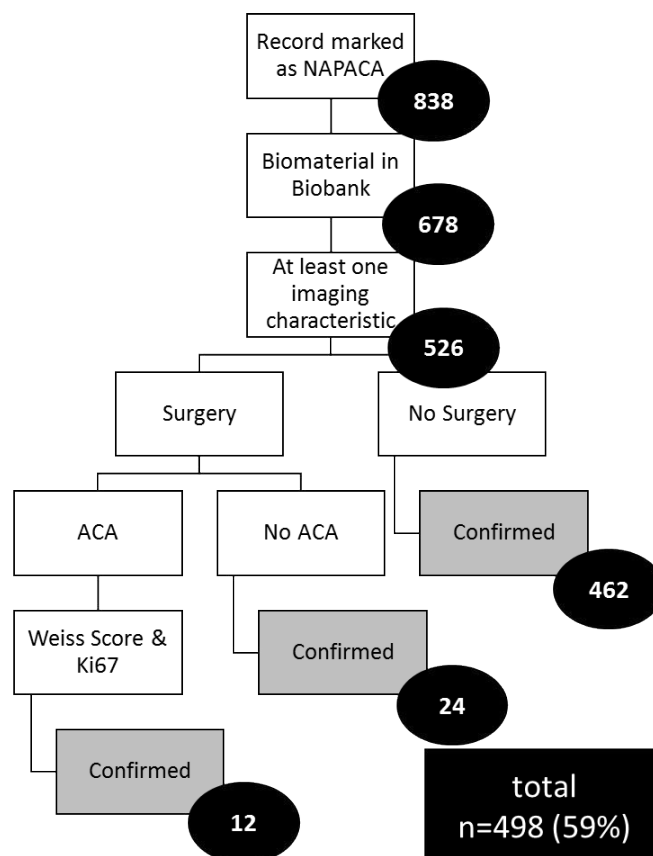 Record marked
as NAPACA
838
Biomaterial in
Biobank
678
At least one
imaging
characteristic
526
Surgery
No Surgery
ACA
No ACA
Confirmed
462
Weiss Score &
Ki67
Confirmed
24
Confirmed
12
total
n=498 (59%)